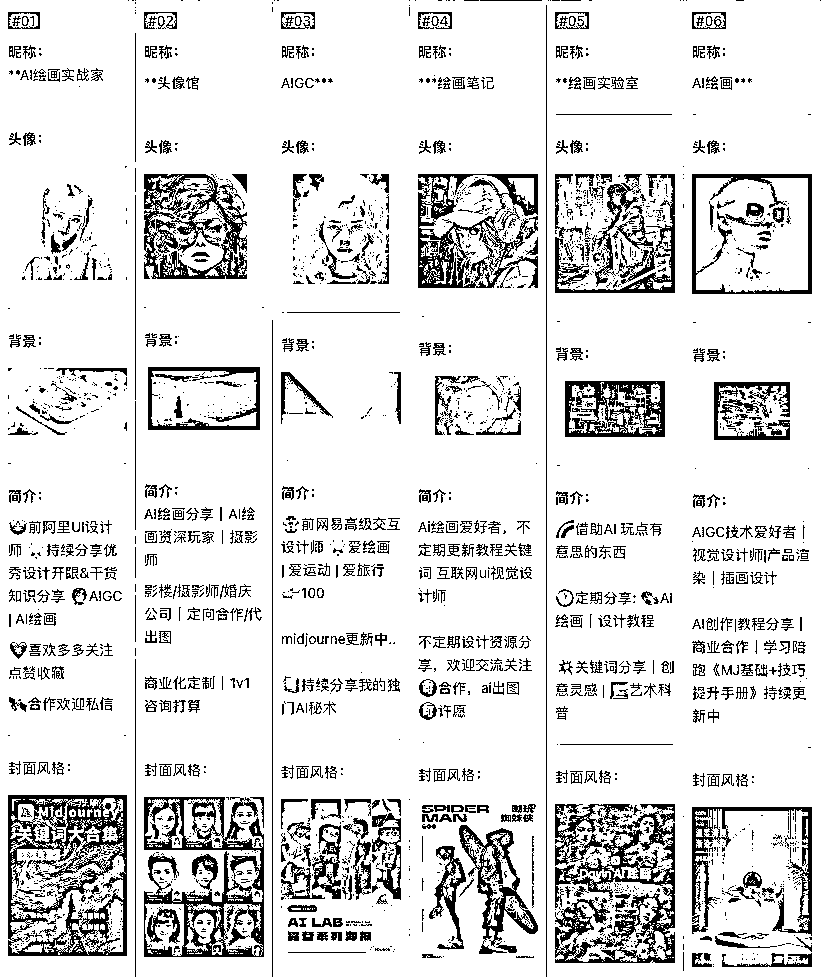 #01
昵称：
**AI绘画实战家
头像：
背景：
简介：
前阿里UI设计
师 持续分享优
秀设计开眼&干货
知识分享 AIGC
| AI绘画
喜欢多多关注
点赞收藏
合作欢迎私信
封面风格：
Midjourney
关键词大合集
#02
昵称：
**头像馆
头像：
背景：
简介：
AI绘画分享 | AI绘
画资深玩家 | 摄影
师
影楼/摄影师/婚庆
公司 | 定向合作/代
出图
商业化定制 | 1v1
咨询打算
封面风格：
#03
昵称：
AIGC***
头像：
背景：
简介：
前网易高级交互
设计师 爱绘画
| 爱运动 | 爱旅行
100
midjourne更新中..
持续分享我的独
门AI秘术
封面风格：
AI LAB
#04
昵称：
***绘画笔记
头像：
背景：
简介：
Ai绘画爱好者，不
定期更新教程关键
词 互联网ui视觉设
计师
不定期设计资源分
享，欢迎交流关注
合作，ai出图
许愿
封面风格：
SPIDER
MAN
蜘蛛侠
#05
昵称：
**绘画实验室
头像：
背景：
简介：
借助AI 玩点有
意思的东西
定期分享: AI
绘画 | 设计教程
关键词分享 | 创
意灵感 | 艺术科
普
封面风格：
#06
昵称：
AI绘画***
头像：
背景：
简介：
AIGC技术爱好者 |
视觉设计师|产品渲
染 | 插画设计
AI创作|教程分享 |
商业合作 | 学习陪
跑《MJ基础+技巧
提升手册》持续更
新中
封面风格：